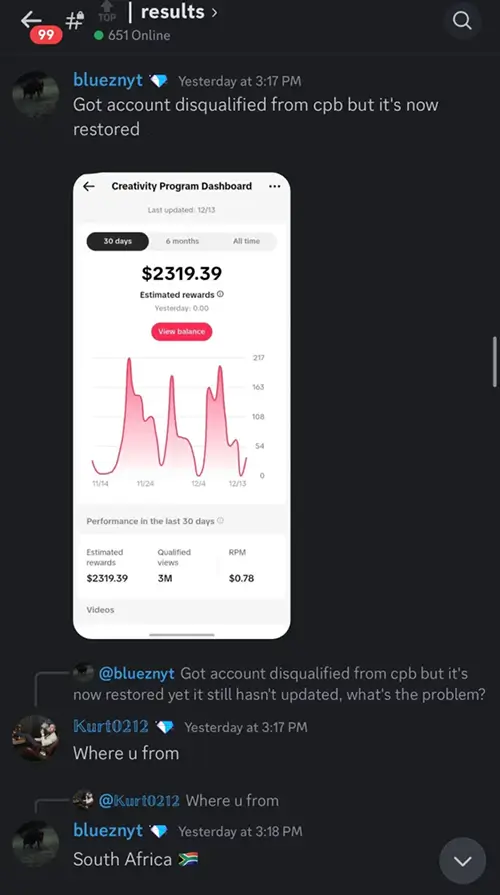 TOP
results ›
99
#
651 Online
blueznyt Yesterday at 3:17 PM
Got account disqualified from cpb but it's now
restored
Creativity Program Dashboard
Last updated: 12/13
30 days 6 months All time
$2319.39
Estimated rewards
Yesterday: 0.00
View balance
217
163
108
54
0
11/14 11/24 12/4 12/13
Performance in the last 30 days
Estimated Qualified RPM
rewards views
$2319.39 3M $0.78
Videos
@blueznyt Got account disqualified from cpb but it's
now restored yet it still hasn't updated, what's the problem?
Kurt0212 Yesterday at 3:17 PM
Where u from
@Kurt0212 Where u from
blueznyt Yesterday at 3:18 PM
South Africa 🇿🇦